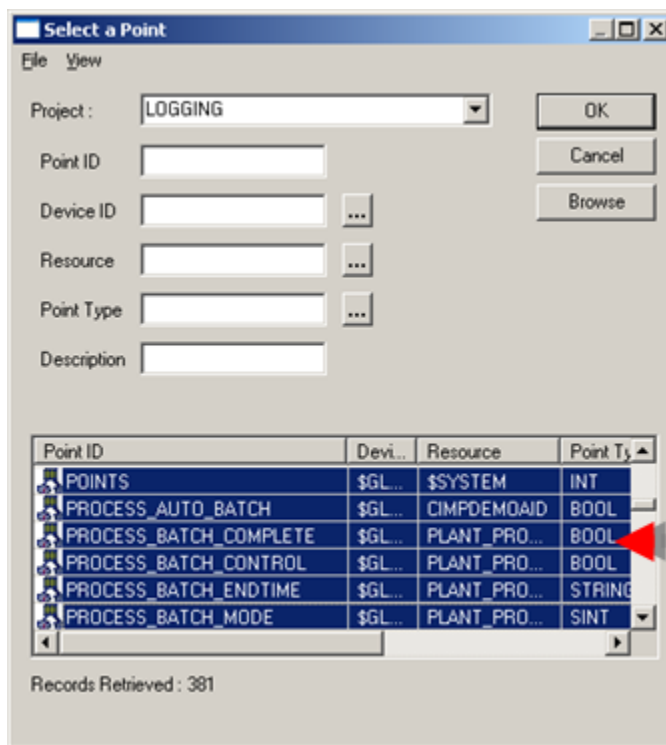 Select a Point
File View
Project : LOGGING
OK
Point ID
Cancel
Device ID ...
Browse
Resource ...
Point Type ...
Description
Point ID Devi... Resource Point Ty
POINTS $GL... $SYSTEM INT
PROCESS_AUTO_BATCH $GL... CIMPDEMOAID BOOL
PROCESS_BATCH_COMPLETE $GL... PLANT_PRO... BOOL
PROCESS_BATCH_CONTROL $GL... PLANT_PRO... BOOL
PROCESS_BATCH_ENDTIME $GL... PLANT_PRO... STRING
PROCESS_BATCH_MODE $GL... PLANT_PRO... SINT
Records Retrieved : 381